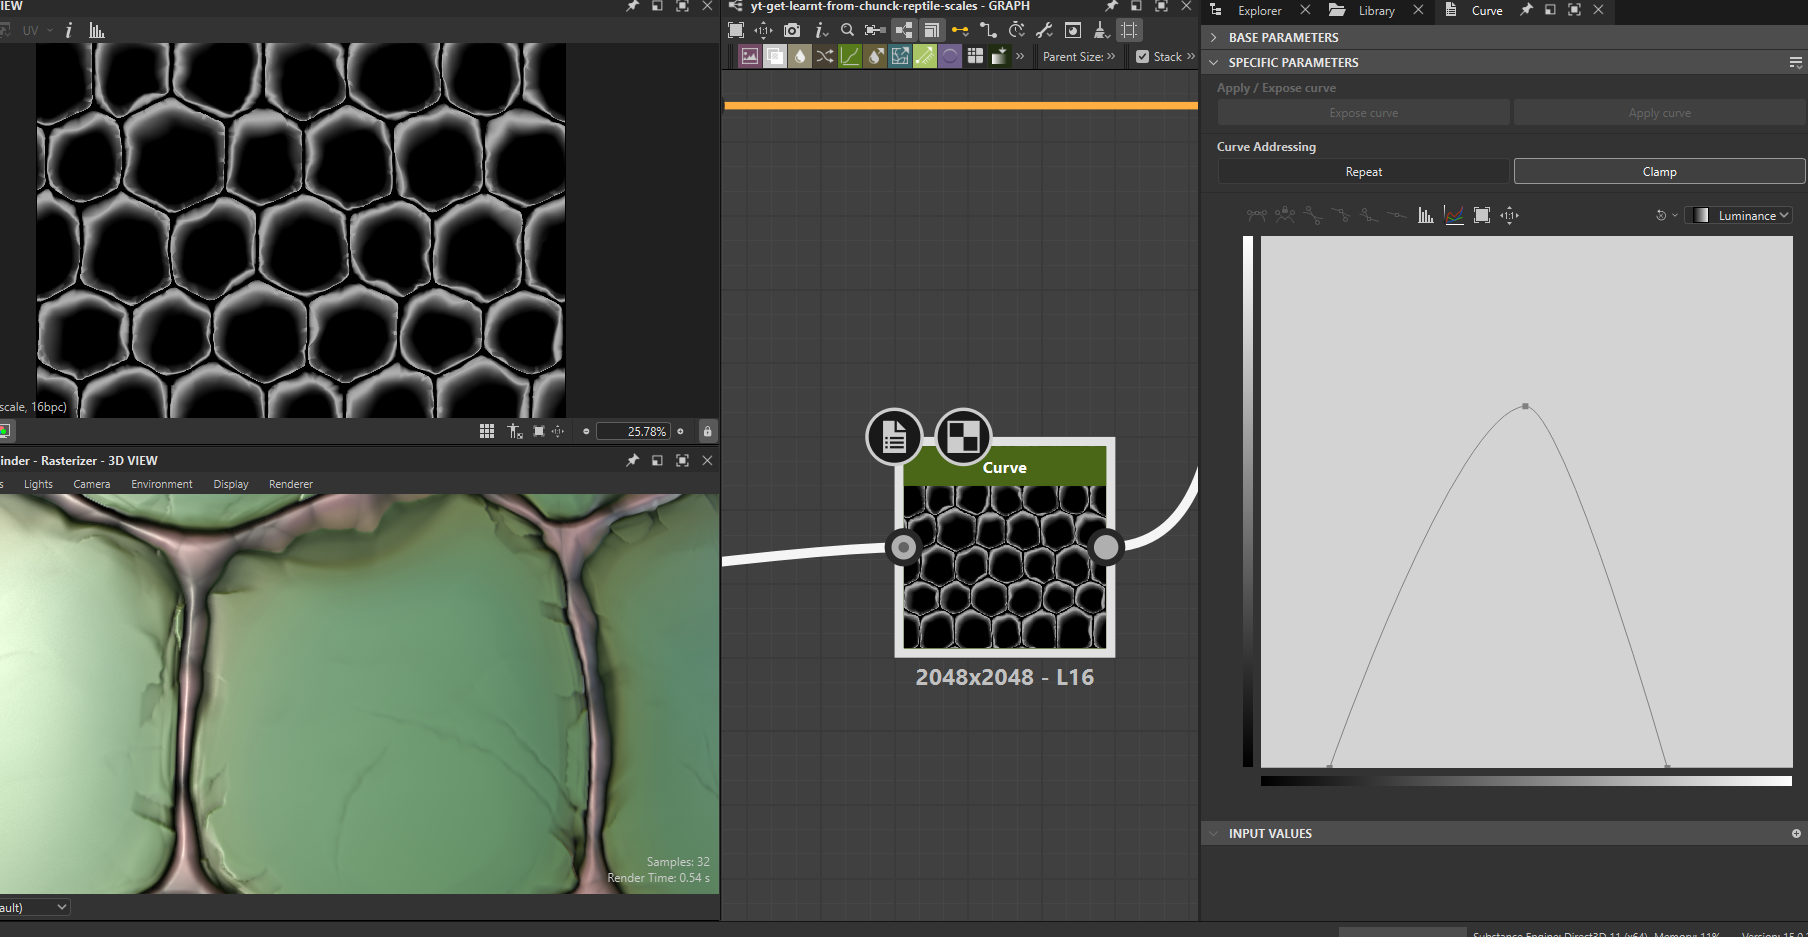 IEW
UV
scale, 16bpc)
25.78%
inder - Rasterizer - 3D VIEW
s Lights Camera Environment Display Renderer
Samples: 32
Render Time: 0.54 s
ault)
yt-get-learnt-from-chunck-reptile-scales - GRAPH
Parent Size: »
Stack »
Curve
2048x2048 - L16
Explorer Library Curve
BASE PARAMETERS
SPECIFIC PARAMETERS
Apply / Expose curve
Expose curve Apply curve
Curve Addressing
Repeat Clamp
Luminance
INPUT VALUES
Substance Engine: Direct3D 11 (x64) Memory: 11% Version: 15.0.